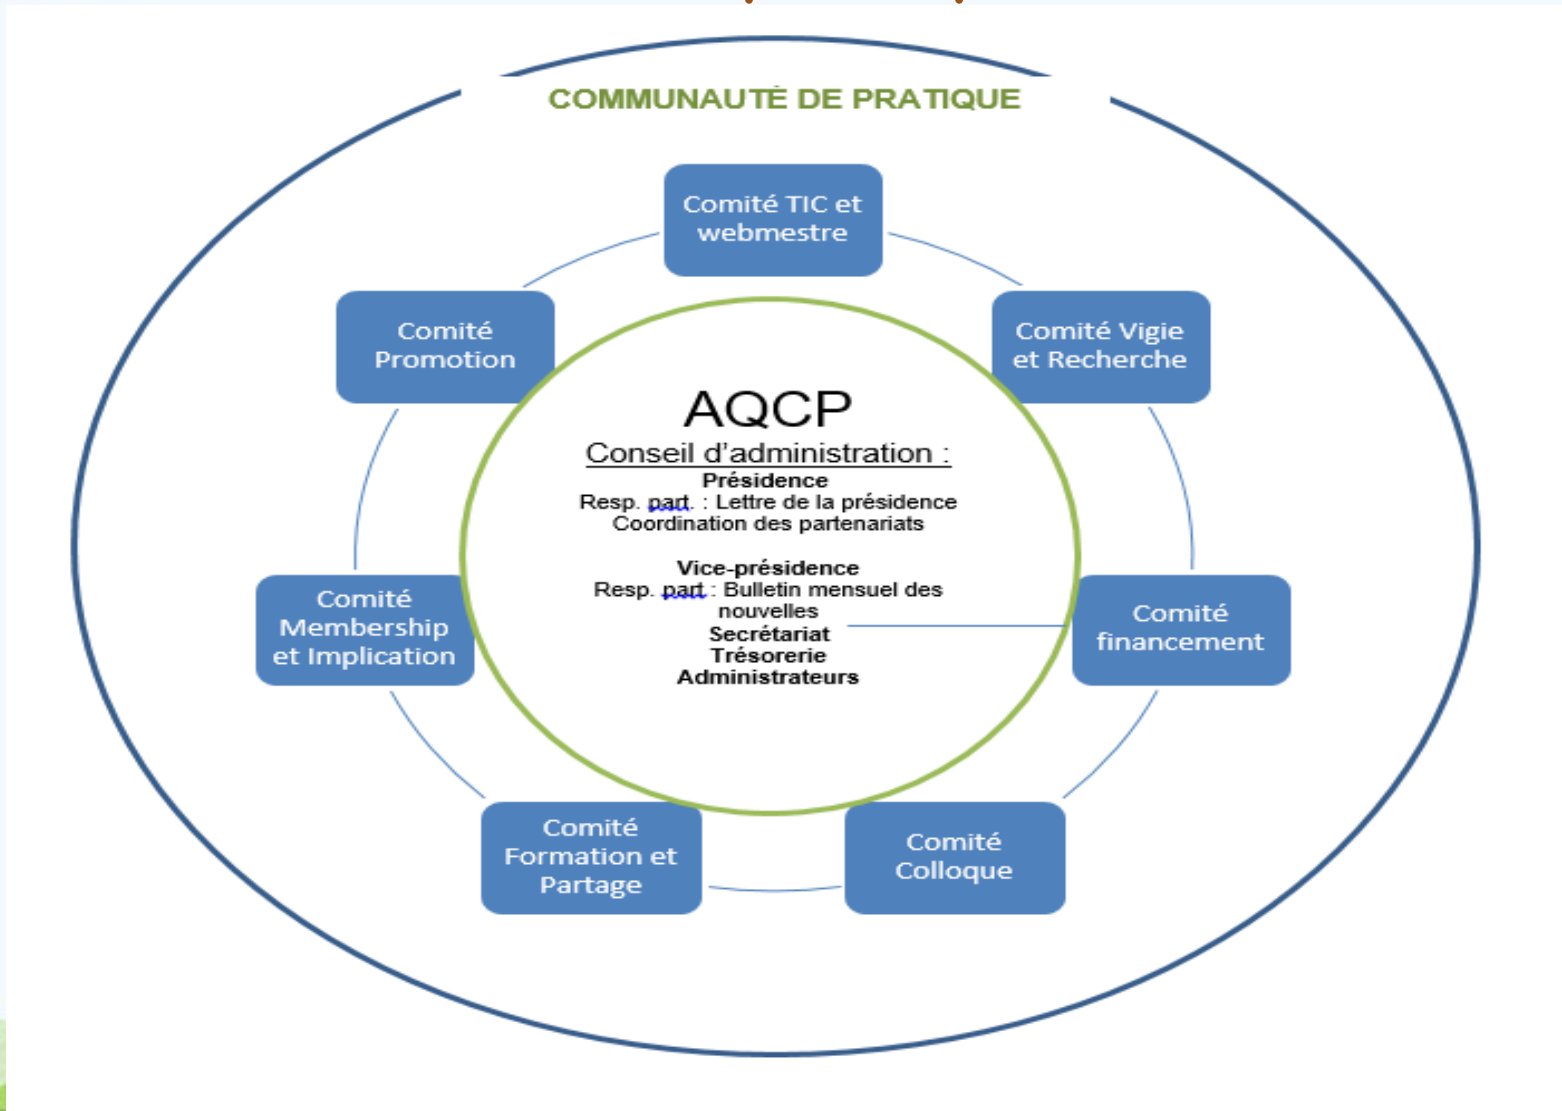 COMMUNAUTÉ DE PRATIQUE
Comité TIC et
webmestre
Comité
Promotion
Comité Vigie
et Recherche
AQCP
Conseil d'administration :
Présidence
Resp. part. : Lettre de la présidence
Coordination des partenariats
Vice-présidence
Resp. part : Bulletin mensuel des
nouvelles
Secrétariat
Trésorerie
Administrateurs
Comité
Membership
et Implication
Comité
financement
Comité
Formation et
Partage
Comité
Colloque